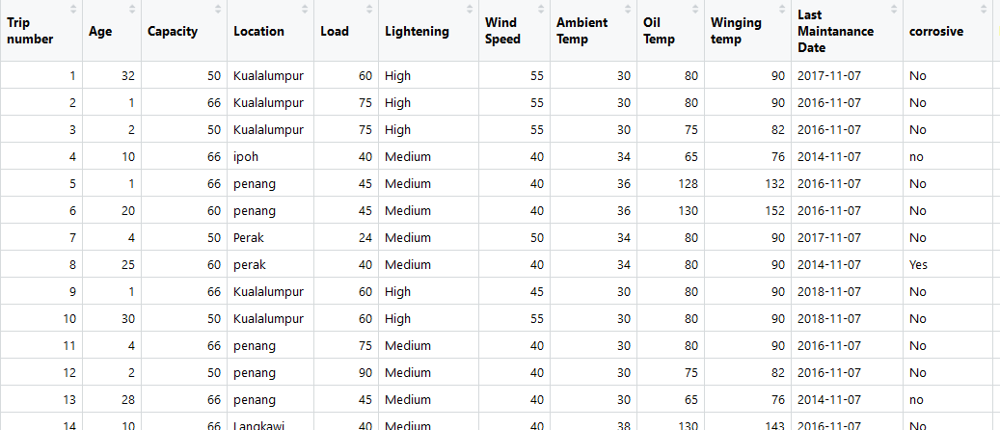 Trip number Age Capacity Location Load Lightening Wind Speed Ambient Temp Oil Temp Winging temp Last Maintanance Date corrosive
1 32 50 Kualalumpur 60 High 55 30 80 90 2017-11-07 No
2 1 66 Kualalumpur 75 High 55 30 80 90 2016-11-07 No
3 2 50 Kualalumpur 75 High 55 30 75 82 2016-11-07 No
4 10 66 ipoh 40 Medium 40 34 65 76 2014-11-07 no
5 1 66 penang 45 Medium 40 36 128 132 2016-11-07 No
6 20 60 penang 45 Medium 40 36 130 152 2016-11-07 No
7 4 50 Perak 24 Medium 50 34 80 90 2017-11-07 No
8 25 60 perak 40 Medium 40 34 80 90 2014-11-07 Yes
9 1 66 Kualalumpur 60 High 45 30 80 90 2018-11-07 No
10 30 50 Kualalumpur 60 High 55 30 80 90 2018-11-07 No
11 4 66 penang 75 Medium 40 30 80 90 2016-11-07 No
12 2 50 penang 90 Medium 40 30 75 82 2016-11-07 No
13 28 66 penang 45 Medium 40 30 65 76 2014-11-07 no
14 10 66 Langkawi 40 Medium 40 38 130 143 2016-11-07 No